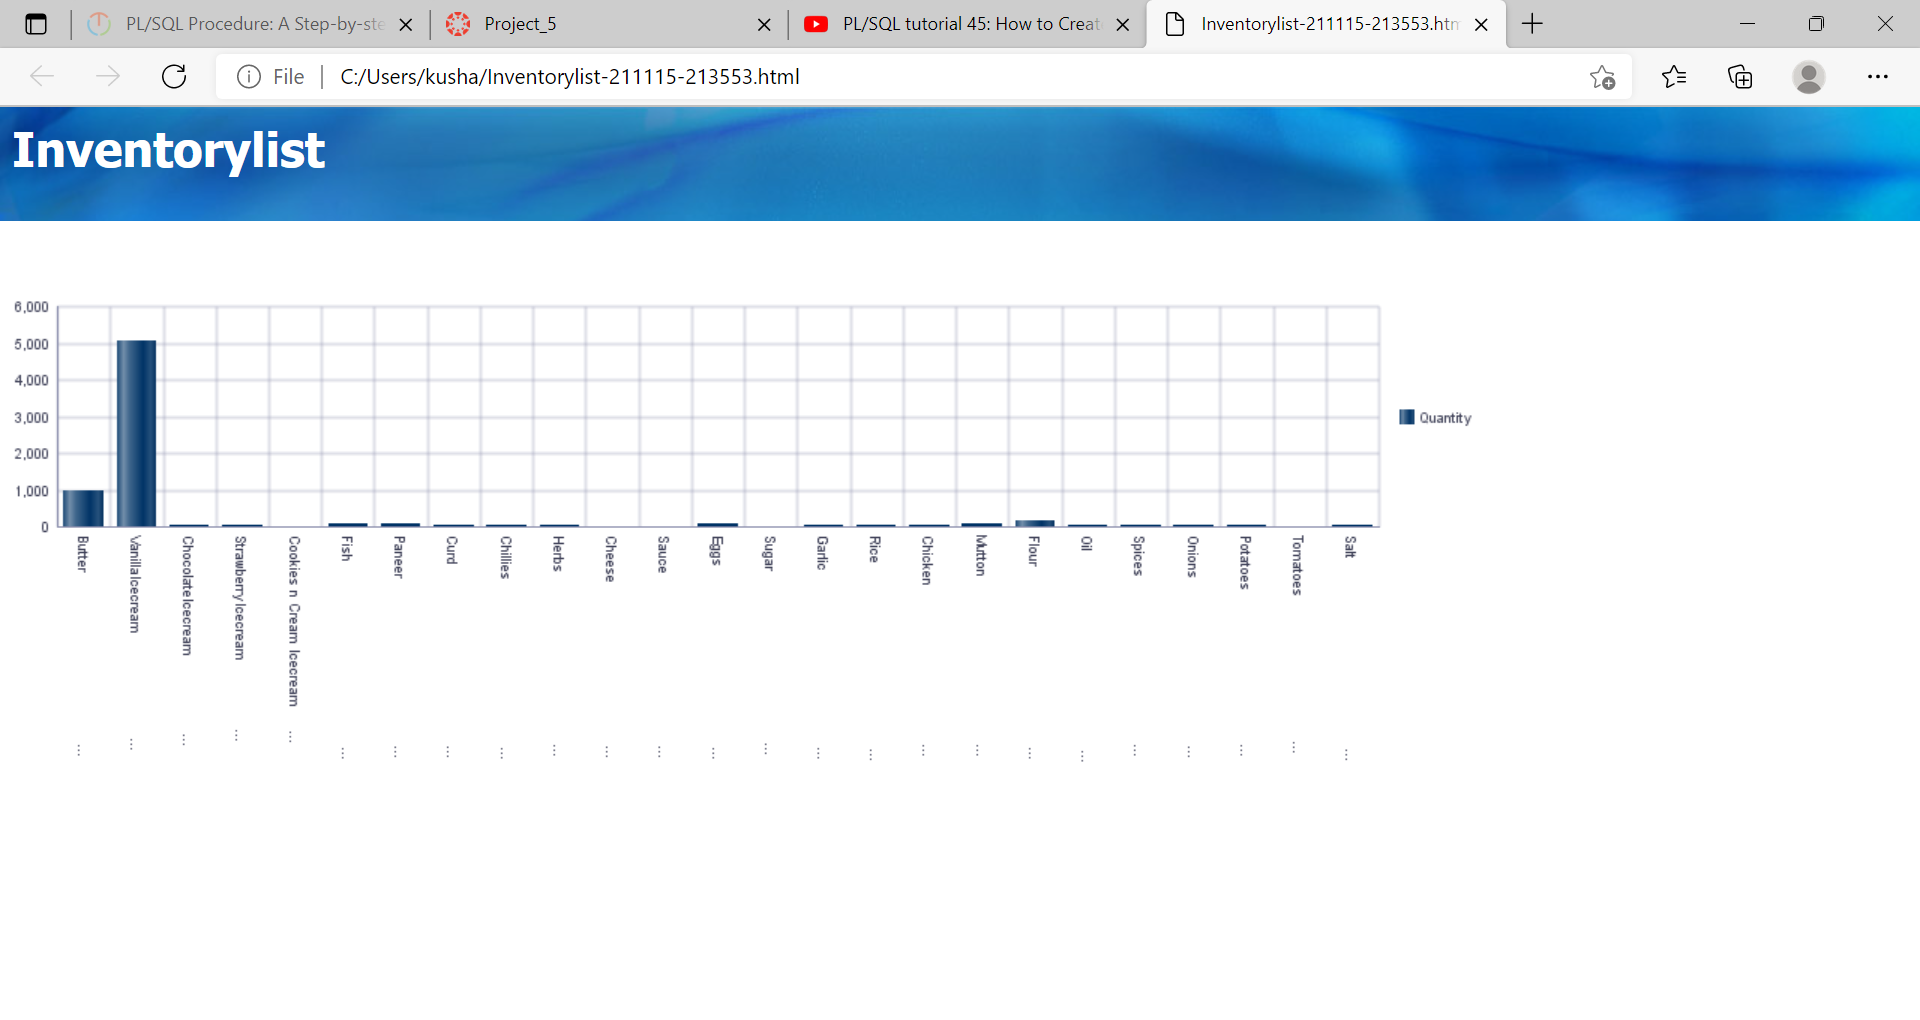 PL/SQL Procedure: A Step-by-ste
Project_5
PL/SQL tutorial 45: How to Creat
Inventorylist-211115-213553.htm
File
C:/Users/kusha/Inventorylist-211115-213553.html
Inventorylist
6,000
5,000
4,000
3,000
2,000
1,000
0
Quantity
Butter
VanillaIcecream
ChocolateIcecream
StrawberryIcecream
Cookies n Cream Icecream
Fish
Paneer
Curd
Chillies
Herbs
Cheese
Sauce
Eggs
Sugar
Garlic
Rice
Chicken
Mutton
Flour
Oil
Spices
Onions
Potatoes
Tomatoes
Salt